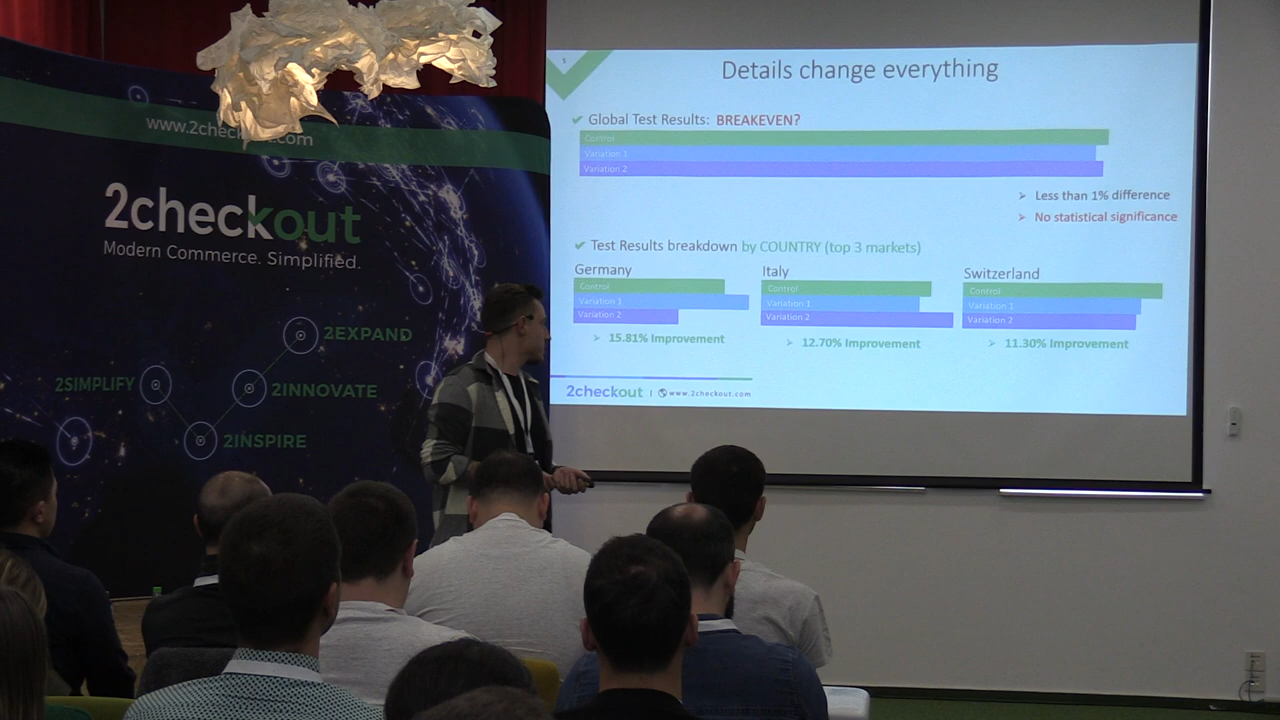 www.2check .com
2checkout
Modern Commerce. Simplified.
2EXPAND
2SIMPLIFY
2INNOVATE
2INSPIRE
Details change everything
Global Test Results: BREAKEVEN?
Control
Variation 1
Variation 2
Less than 1% difference
No statistical significance
Test Results breakdown by COUNTRY (top 3 markets)
Germany
Control
Variation 1
Variation 2
15.81% Improvement
Italy
Control
Variation 1
Variation 2
12.70% Improvement
Switzerland
Control
Variation 1
Variation 2
11.30% Improvement
2checkout | www.2checkout.com